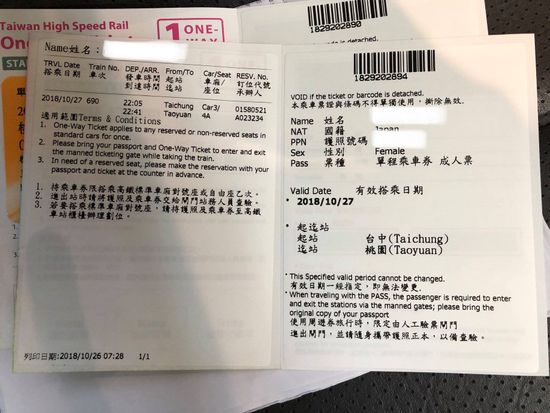 Taiwan High Speed Rail
1 ONE-
WAY
is detached.
1829202890
Name姓名:
TRVL Date Train No. DEP./ARR. From/To Car/Seat RESV. No.
搭乘日期 車次 發車時間 起站 車廂/ 訂位代號
到達時間 迄站 座位 承辦人
2018/10/27 690 22:05 Taichung Car3/ 01580521
22:41 Taoyuan 4A A023234
適用範圍Terms & Conditions
1. One-Way Ticket applies to any reserved or non-reserved seats in
standard cars for once.
2. Please bring your passport and One-Way Ticket to enter and exit
the manned ticketing gate while taking the train.
3. In need of a reserved seat, please make the reservation with your
passport and ticket at the counter in advance.
1. 持乘車券限搭乘高鐵標準車廂對號座或自由座乙次。
2. 進出站時請將護照及乘車券交給閘門站務人員查驗。
3. 若要搭乘標準車廂對號座，請持護照及乘車券至高鐵
車站櫃檯辦理劃位。
列印日期:2018/10/26 07:28 1/1
1829202894
VOID if the ticket or barcode is detached.
本乘車票證與條碼不得單獨使用，撕除無效。
Name 姓名
NAT 國籍 Japan
PPN 護照號碼
Sex 性別 Female
Pass 票種 單程乘車券 成人票
Valid Date 有效搭乘日期
* 2018/10/27
* 起迄站
起站 台中(Taichung)
迄站 桃園(Taoyuan)
* This Specified valid period cannot be changed.
有效日期一經指定，即無法變更.
* When traveling with the PASS, the passenger is required to enter
and exit the stations via the manned gates; please bring the
original copy of your passport
使用周遊券旅行時，限定由人工驗票閘門
進出閘門，並請隨身攜帶護照正本，以備查驗。